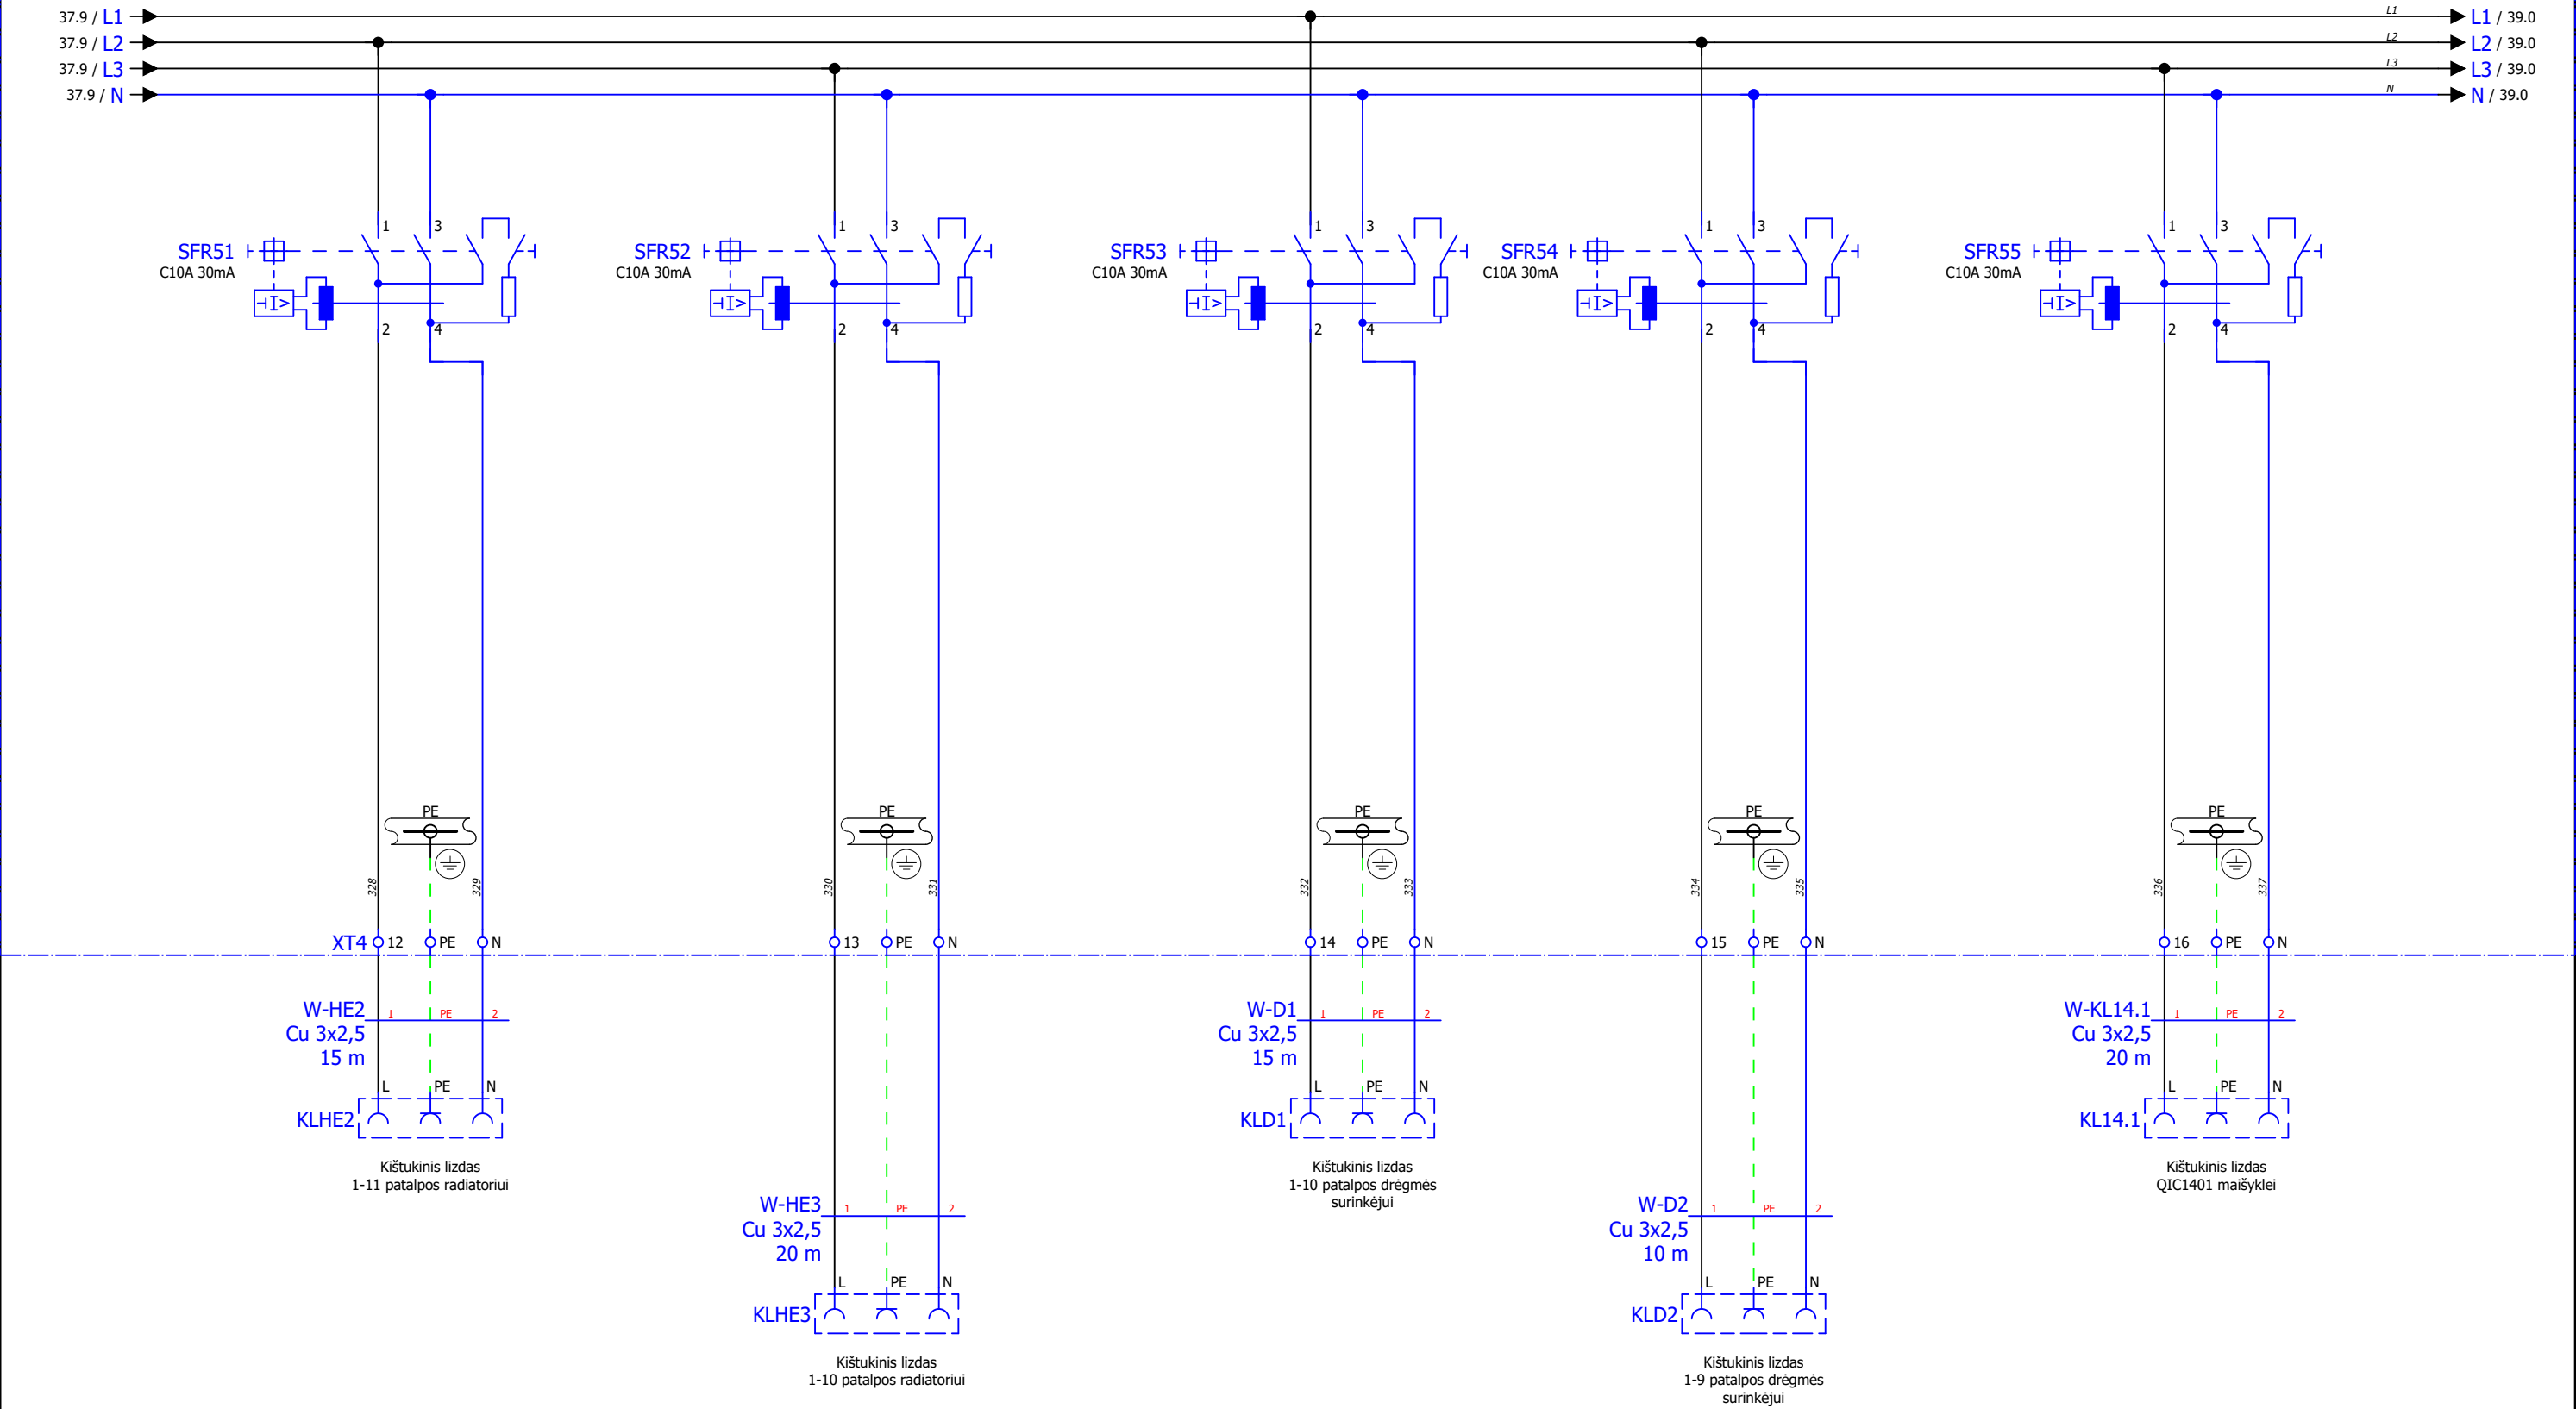 37.9 / L1
L1
L1 / 39.0
37.9 / L2
L2
L2 / 39.0
37.9 / L3
L3
L3 / 39.0
37.9 / N
N
N / 39.0
1 3
1 3
1 3
1 3
1 3
SFR51
C10A 30mA
SFR52
C10A 30mA
SFR53
C10A 30mA
SFR54
C10A 30mA
SFR55
C10A 30mA
I>
I>
I>
I>
I>
2 4
2 4
2 4
2 4
2 4
PE
PE
PE
PE
PE
328
329
330
331
332
333
334
335
336
337
XT4 12 PE N
13 PE N
14 PE N
15 PE N
16 PE N
W-HE2
Cu 3x2,5
15 m
1 PE 2
L PE N
KLHE2
Kištukinis lizdas
1-11 patalpos radiatoriui
W-HE3
Cu 3x2,5
20 m
1 PE 2
L PE N
KLHE3
Kištukinis lizdas
1-10 patalpos radiatoriui
W-D1
Cu 3x2,5
15 m
1 PE 2
L PE N
KLD1
Kištukinis lizdas
1-10 patalpos drėgmės
surinkėjui
W-D2
Cu 3x2,5
10 m
1 PE 2
L PE N
KLD2
Kištukinis lizdas
1-9 patalpos drėgmės
surinkėjui
W-KL14.1
Cu 3x2,5
20 m
1 PE 2
L PE N
KL14.1
Kištukinis lizdas
QIC1401 maišyklei